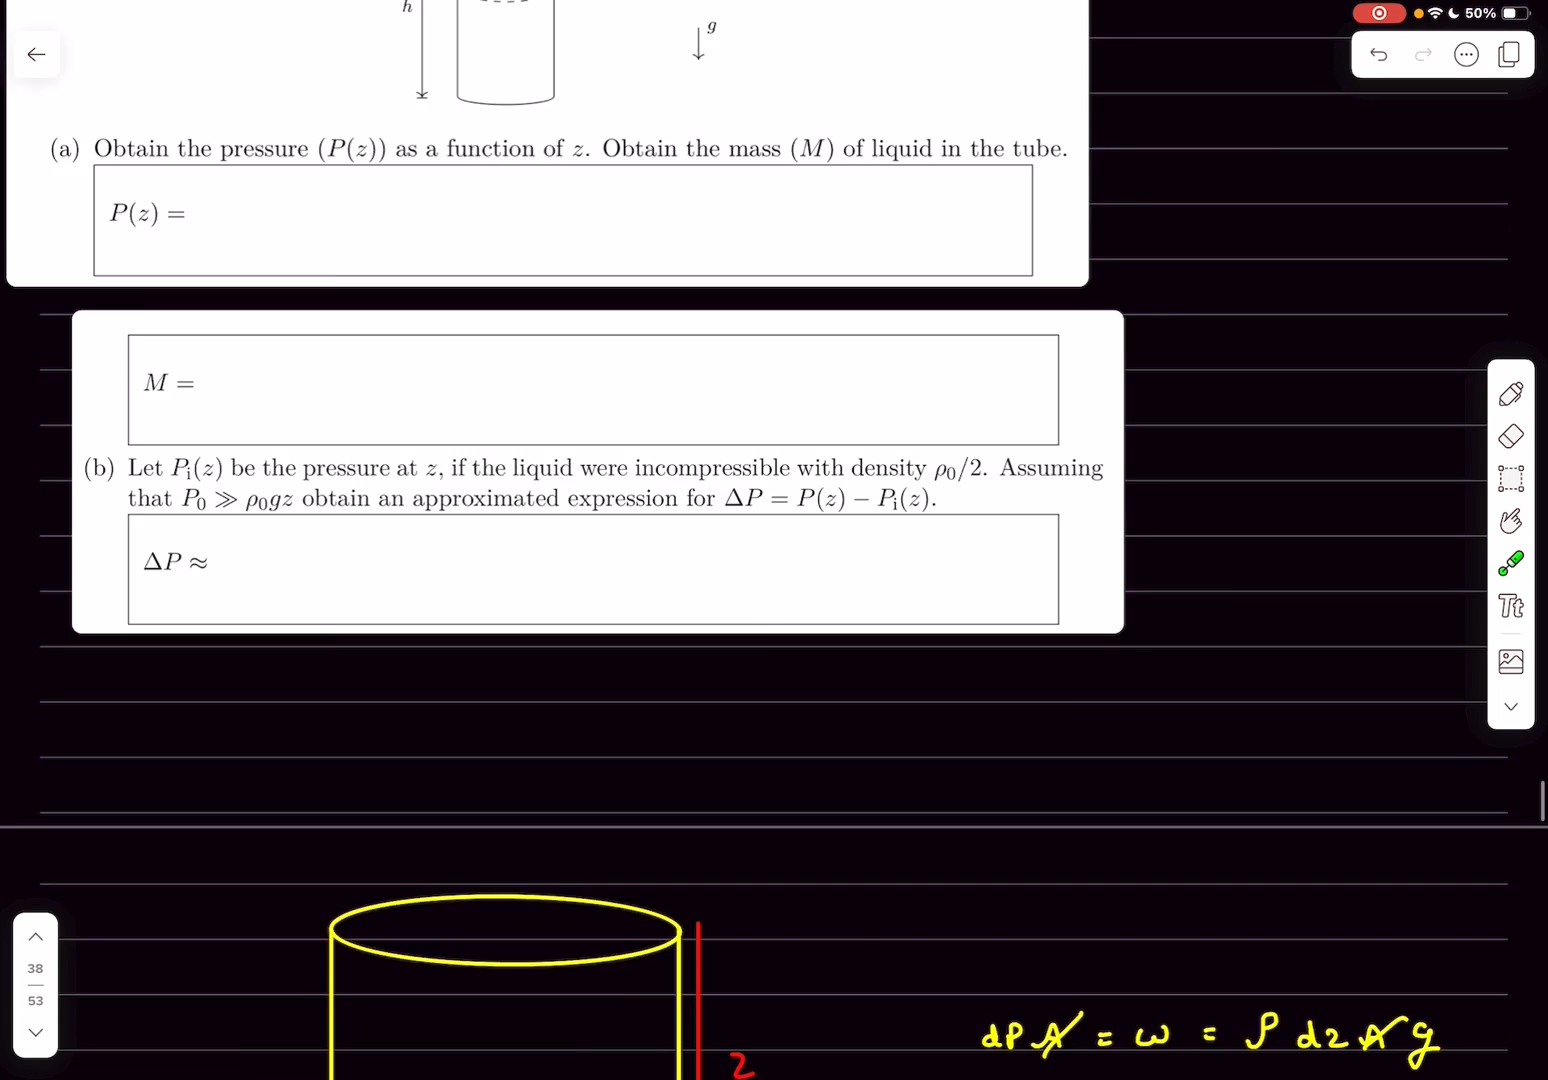 50%
h
g
(a) Obtain the pressure (P(z)) as a function of z. Obtain the mass (M) of liquid in the tube.
P(z) =
M =
(b) Let Pᵢ(z) be the pressure at z, if the liquid were incompressible with density ρ₀/2. Assuming
that P₀ ≫ ρ₀gz obtain an approximated expression for ΔP = P(z) − Pᵢ(z).
ΔP ≈
Tt
38
53
dP A = w = ρ dz A g
z